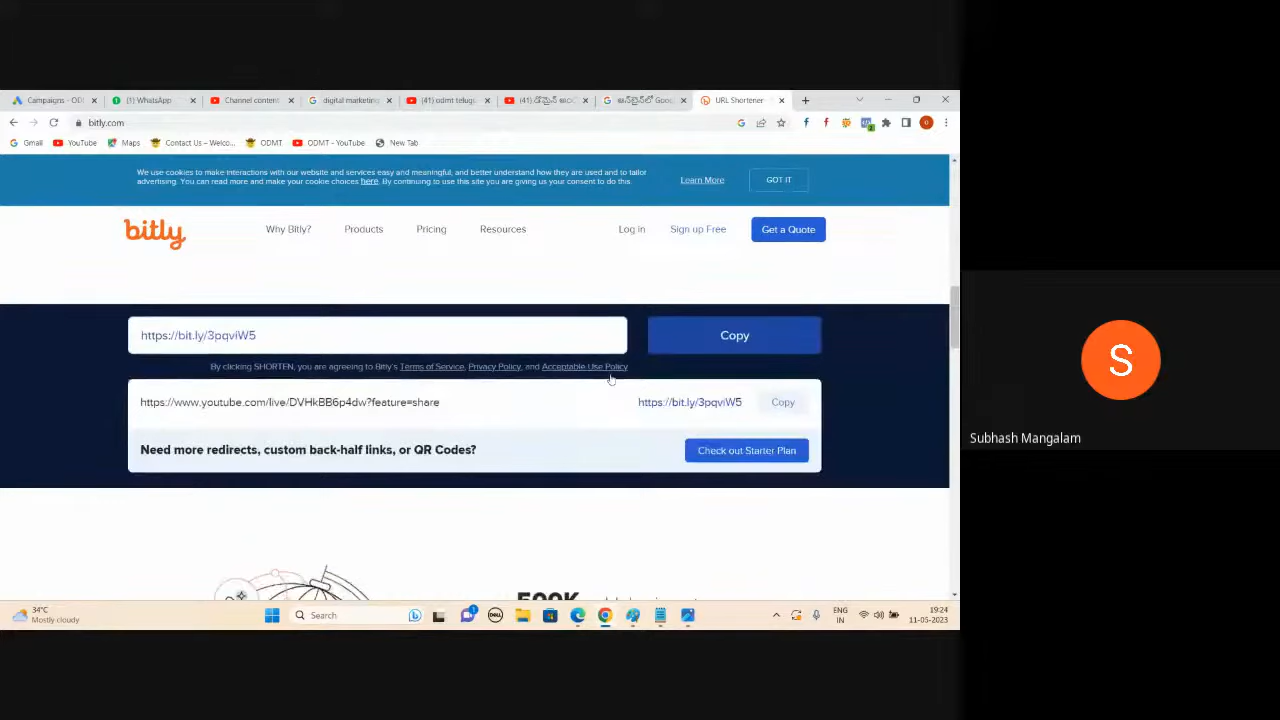 Campaigns - OD
(1) WhatsApp
Channel content
digital marketing
(41) odmt telugu
(41) డొమైన్ అం
ఆన్‌లైన్‌లో Goo
URL Shortener
bitly.com
Gmail
YouTube
Maps
Contact Us – Welco...
ODMT
ODMT - YouTube
New Tab
We use cookies to make interactions with our website and services easy and meaningful, and better understand how they are used and to tailor
advertising. You can read more and make your cookie choices here. By continuing to use this site you are giving us your consent to do this.
Learn More
GOT IT
bitly
Why Bitly?
Products
Pricing
Resources
Log in
Sign up Free
Get a Quote
https://bit.ly/3pqviW5
Copy
By clicking SHORTEN, you are agreeing to Bitly's Terms of Service, Privacy Policy, and Acceptable Use Policy
https://www.youtube.com/live/DVHkBB6p4dw?feature=share
https://bit.ly/3pqviW5
Copy
Need more redirects, custom back-half links, or QR Codes?
Check out Starter Plan
500K
S
Subhash Mangalam
34°C
Mostly cloudy
Search
ENG
IN
19:24
11-05-2023